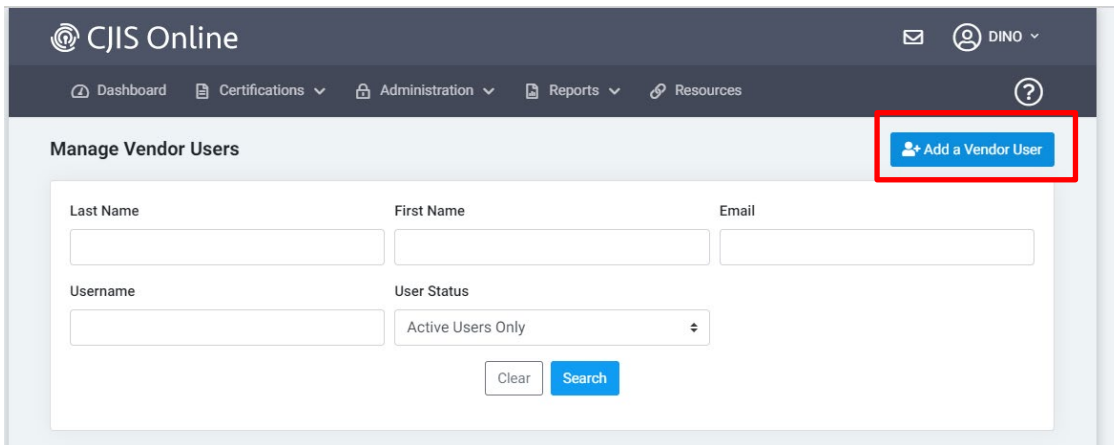 CJIS Online
DINO
Dashboard Certifications Administration Reports Resources ?
Manage Vendor Users
Add a Vendor User
Last Name First Name Email
Username User Status
Active Users Only
Clear Search